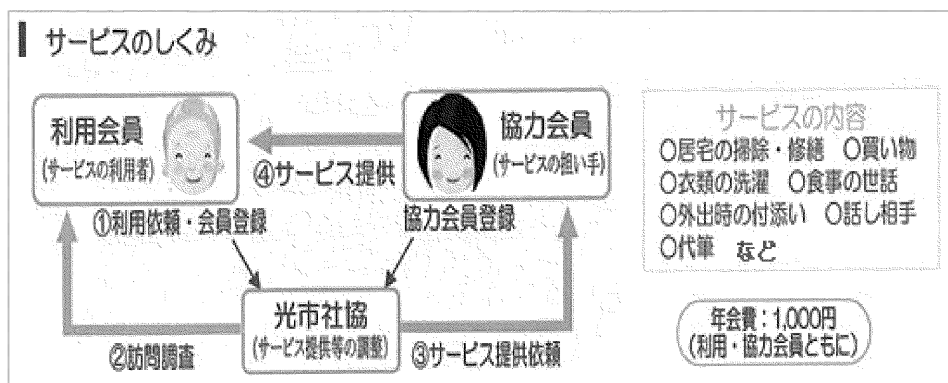 サービスのしくみ
利用会員
(サービスの利用者)
協力会員
(サービスの担い手)
④サービス提供
①利用依頼・会員登録
協力会員登録
光市社協
(サービス提供等の調整)
②訪問調査
③サービス提供依頼
サービスの内容
○居宅の掃除・修繕 ○買い物
○衣類の洗濯 ○食事の世話
○外出時の付添い ○話し相手
○代筆 など
年会費：1,000円
(利用・協力会員ともに)